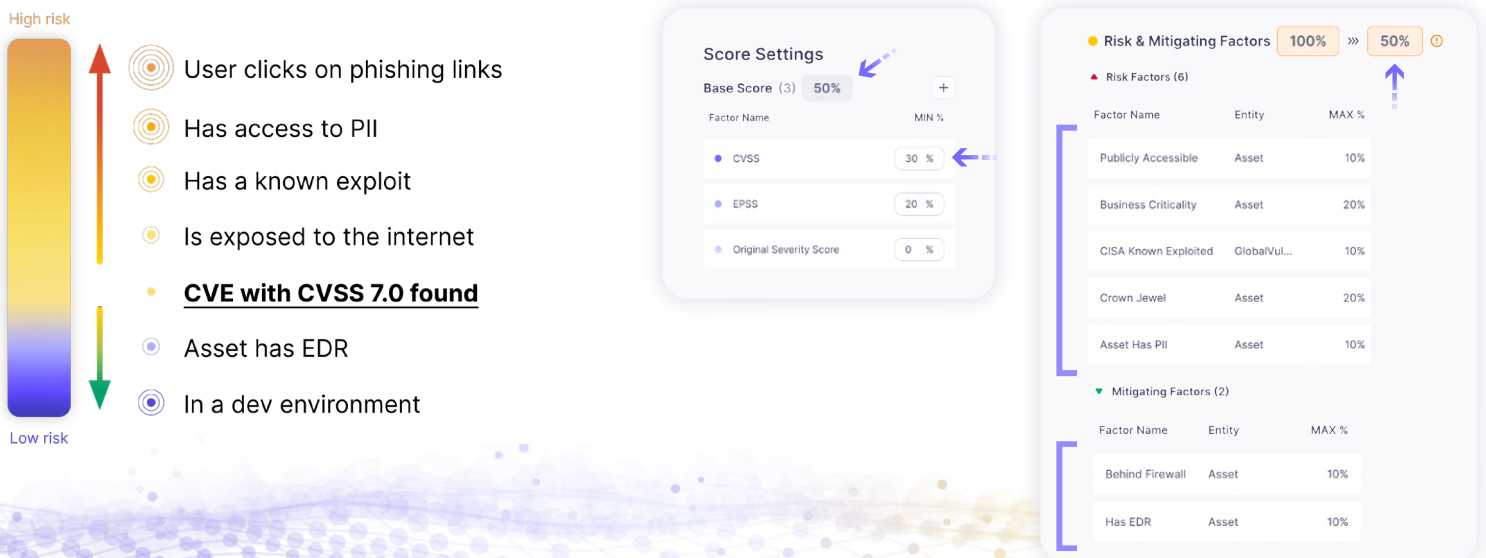 High risk
User clicks on phishing links
Has access to PII
Has a known exploit
Is exposed to the internet
CVE with CVSS 7.0 found
Asset has EDR
In a dev environment
Low risk
Score Settings
Base Score (3) 50% +
Factor Name MIN %
CVSS 30 %
EPSS 20 %
Original Severity Score 0 %
Risk & Mitigating Factors 100% »» 50%
Risk Factors (6)
Factor Name Entity MAX %
Publicly Accessible Asset 10%
Business Criticality Asset 20%
CISA Known Exploited GlobalVul... 10%
Crown Jewel Asset 20%
Asset Has PII Asset 10%
Mitigating Factors (2)
Factor Name Entity MAX %
Behind Firewall Asset 10%
Has EDR Asset 10%